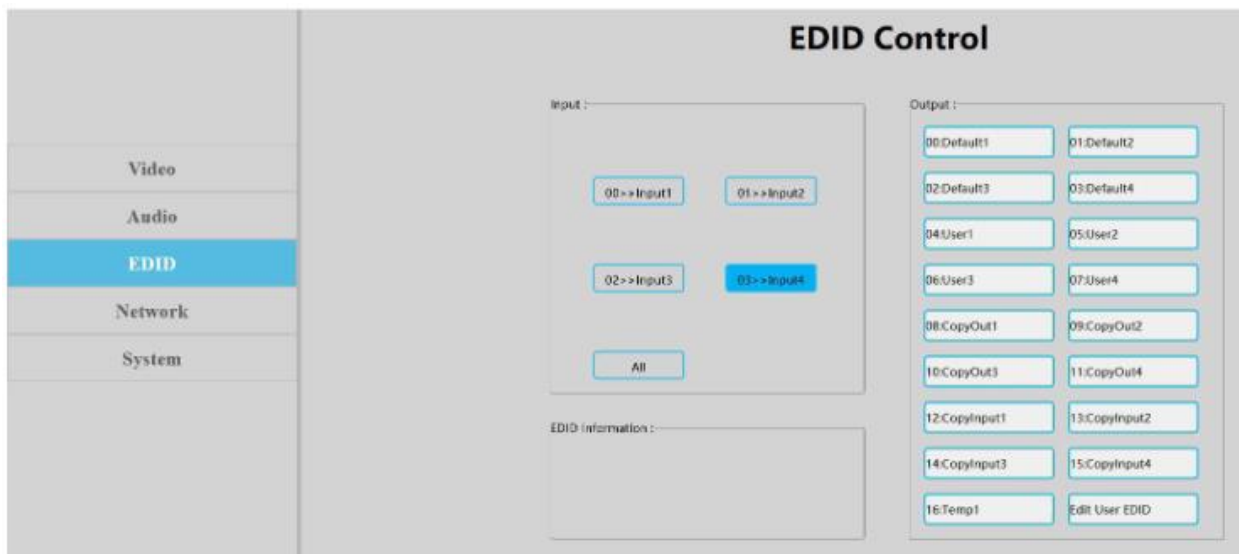 EDID Control
Video
Audio
EDID
Network
System
Input :
00>>Input1
01>>Input2
02>>Input3
03>>Input4
All
EDID Information :
Output :
00:Default1
01:Default2
02:Default3
03:Default4
04:User1
05:User2
06:User3
07:User4
08:CopyOut1
09:CopyOut2
10:CopyOut3
11:CopyOut4
12:CopyInput1
13:CopyInput2
14:CopyInput3
15:CopyInput4
16:Temp1
Edit User EDID